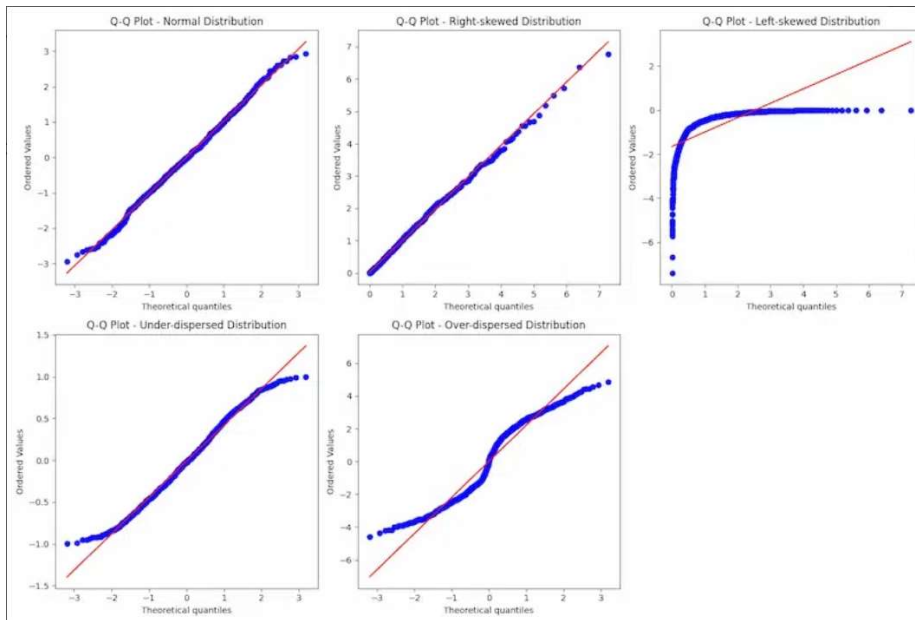 Q-Q Plot - Normal Distribution
3
2
1
0
−1
−2
−3
−3 −2 −1 0 1 2 3
Ordered Values
Theoretical quantiles
Q-Q Plot - Right-skewed Distribution
7
6
5
4
3
2
1
0
0 1 2 3 4 5 6 7
Ordered Values
Theoretical quantiles
Q-Q Plot - Left-skewed Distribution
2
0
−2
−4
−6
0 1 2 3 4 5 6 7
Ordered Values
Theoretical quantiles
Q-Q Plot - Under-dispersed Distribution
1.5
1.0
0.5
0.0
−0.5
−1.0
−1.5
−3 −2 −1 0 1 2 3
Ordered Values
Theoretical quantiles
Q-Q Plot - Over-dispersed Distribution
6
4
2
0
−2
−4
−6
−3 −2 −1 0 1 2 3
Ordered Values
Theoretical quantiles